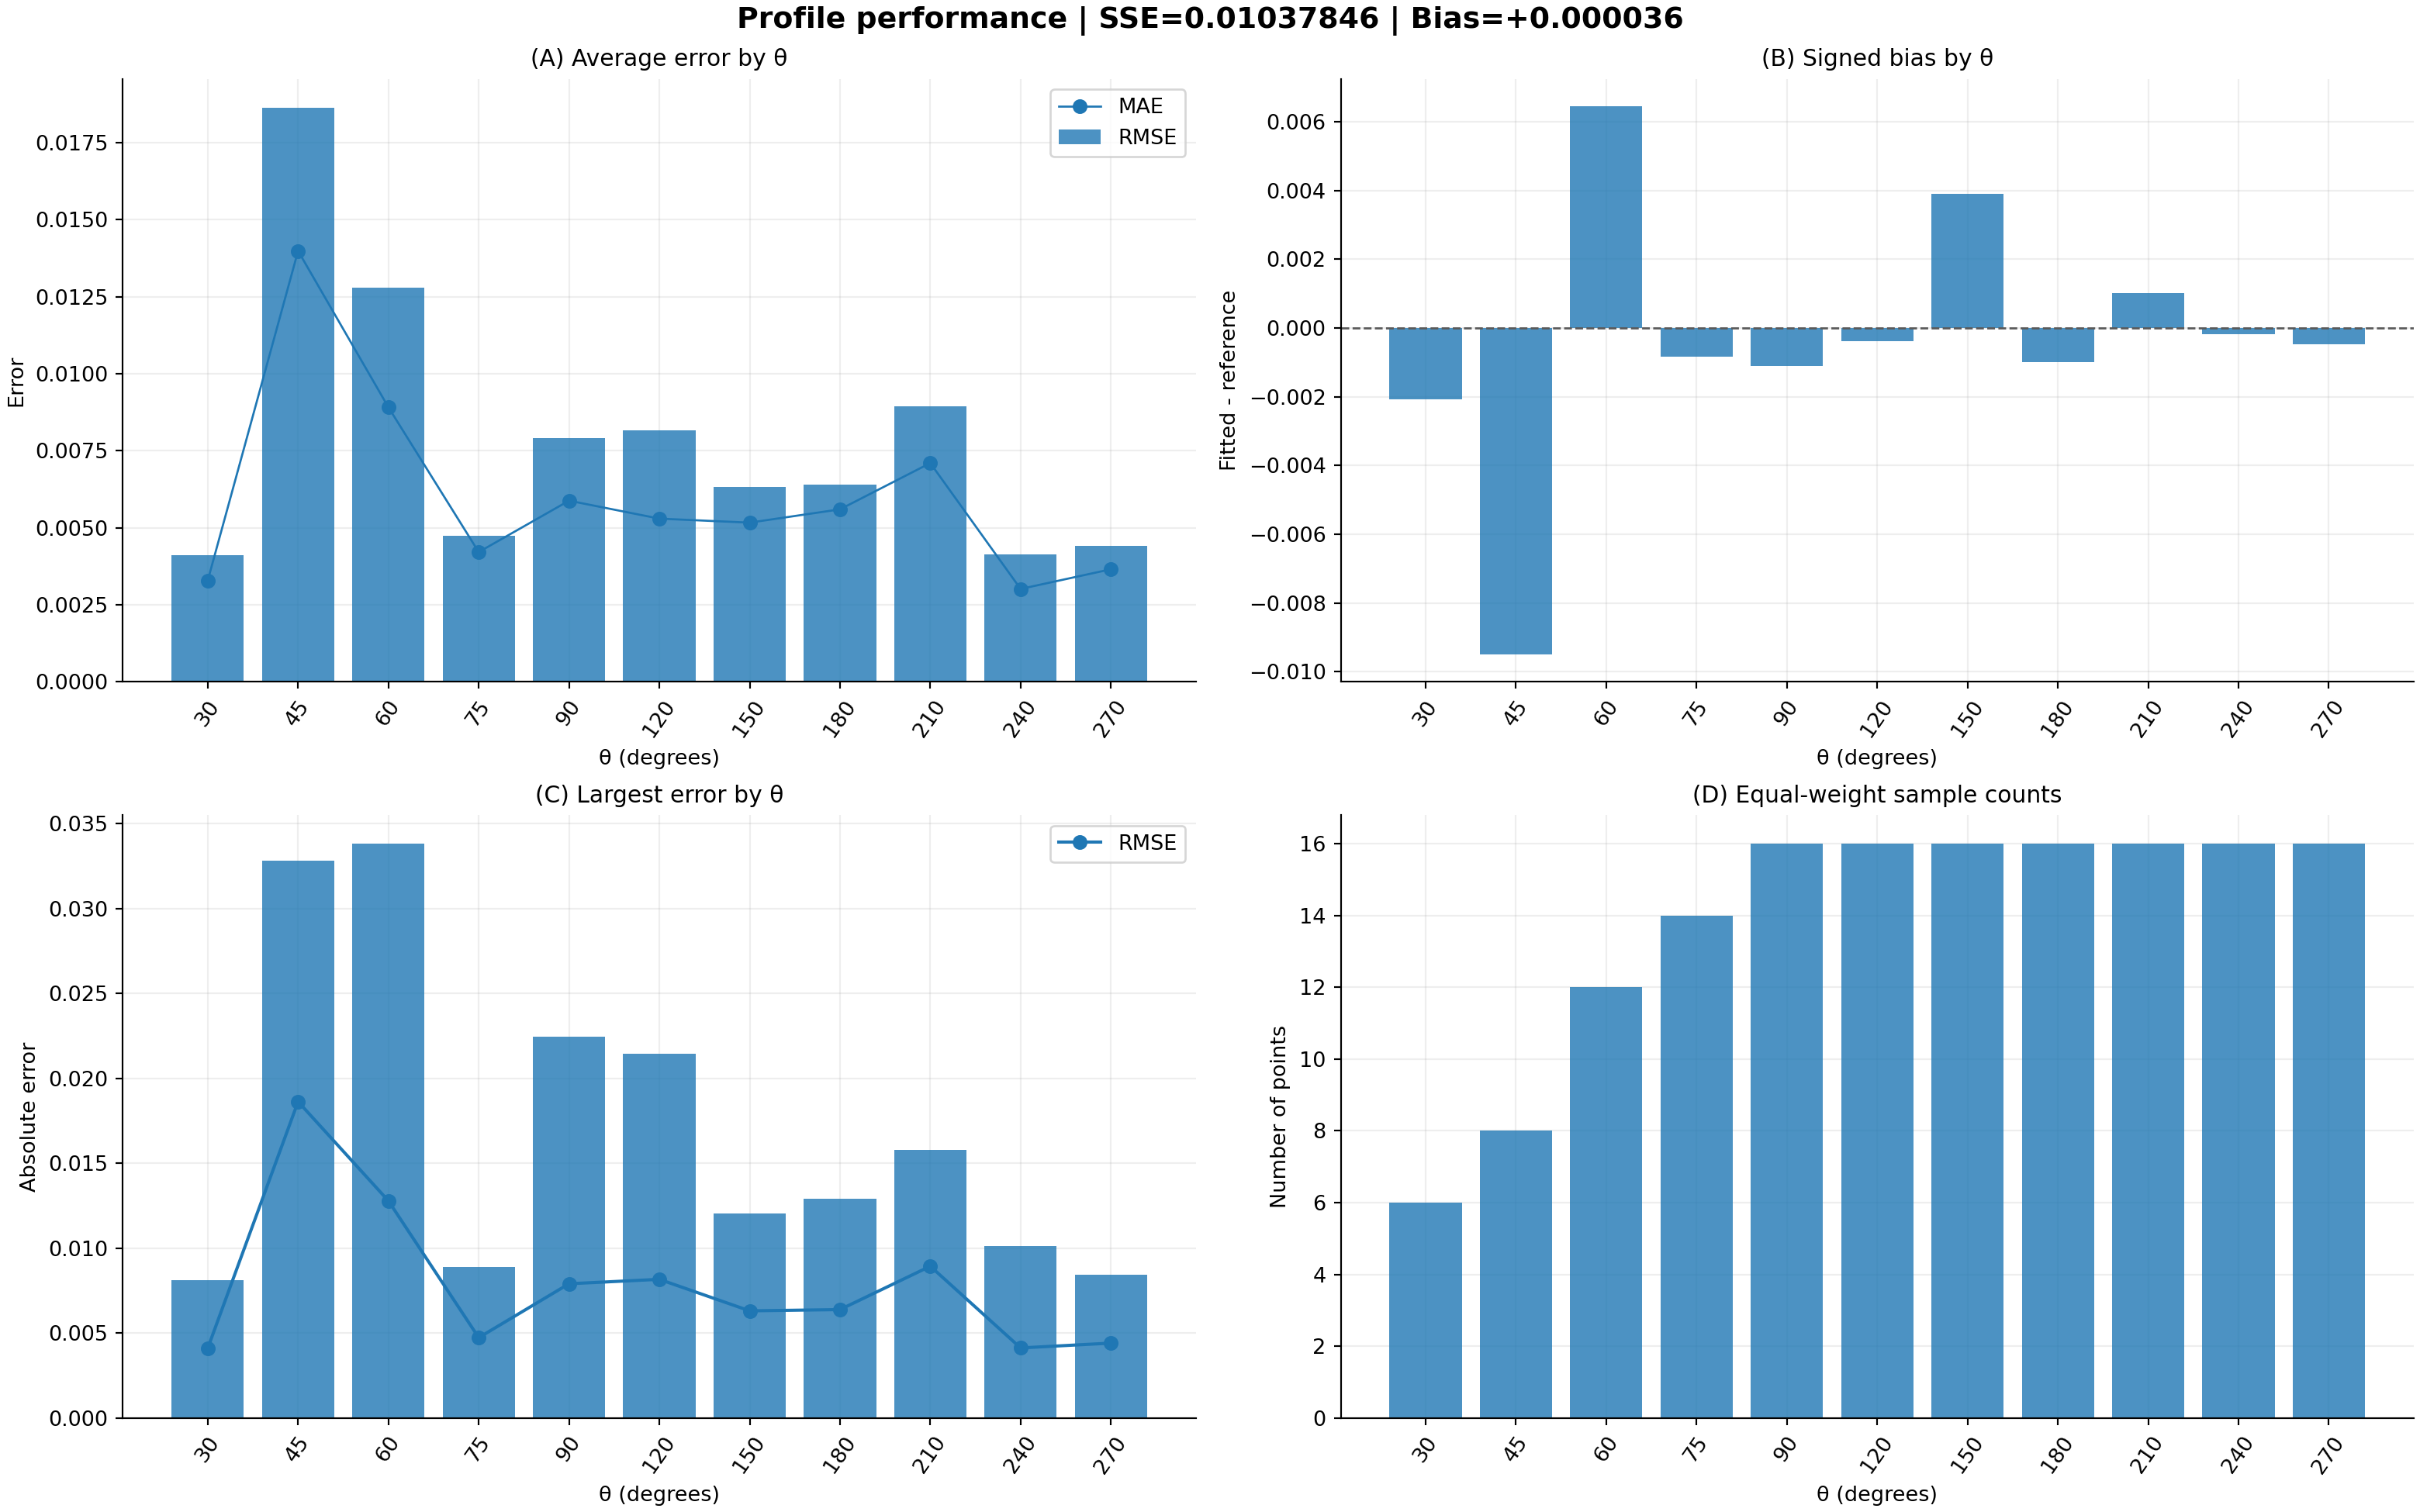 Profile performance | SSE=0.01037846 | Bias=+0.000036
(A) Average error by θ
Error
0.0175
0.0150
0.0125
0.0100
0.0075
0.0050
0.0025
0.0000
MAE
RMSE
30 45 60 75 90 120 150 180 210 240 270
θ (degrees)
(B) Signed bias by θ
Fitted - reference
0.006
0.004
0.002
0.000
−0.002
−0.004
−0.006
−0.008
−0.010
30 45 60 75 90 120 150 180 210 240 270
θ (degrees)
(C) Largest error by θ
Absolute error
0.035
0.030
0.025
0.020
0.015
0.010
0.005
0.000
RMSE
30 45 60 75 90 120 150 180 210 240 270
θ (degrees)
(D) Equal-weight sample counts
Number of points
16
14
12
10
8
6
4
2
0
30 45 60 75 90 120 150 180 210 240 270
θ (degrees)